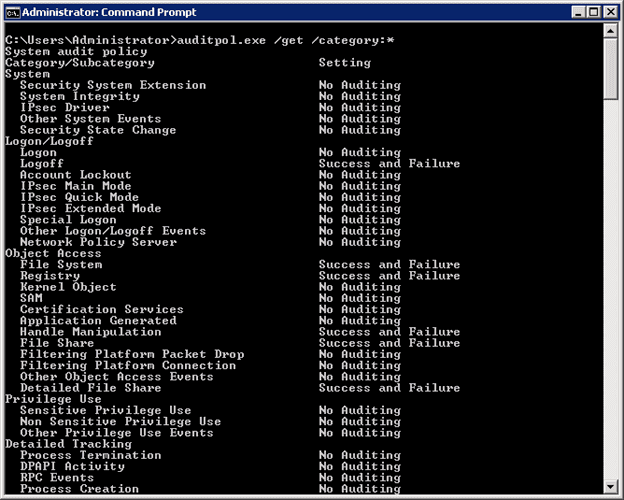 Administrator: Command Prompt
C:\Users\Administrator>auditpol.exe /get /category:*
System audit policy
Category/Subcategory                      Setting
System
  Security System Extension               No Auditing
  System Integrity                        No Auditing
  IPsec Driver                            No Auditing
  Other System Events                     No Auditing
  Security State Change                   No Auditing
Logon/Logoff
  Logon                                   No Auditing
  Logoff                                  Success and Failure
  Account Lockout                         No Auditing
  IPsec Main Mode                         No Auditing
  IPsec Quick Mode                        No Auditing
  IPsec Extended Mode                     No Auditing
  Special Logon                           No Auditing
  Other Logon/Logoff Events               No Auditing
  Network Policy Server                   No Auditing
Object Access
  File System                             Success and Failure
  Registry                                Success and Failure
  Kernel Object                           No Auditing
  SAM                                     No Auditing
  Certification Services                  No Auditing
  Application Generated                   No Auditing
  Handle Manipulation                     Success and Failure
  File Share                              Success and Failure
  Filtering Platform Packet Drop          No Auditing
  Filtering Platform Connection           No Auditing
  Other Object Access Events              No Auditing
  Detailed File Share                     Success and Failure
Privilege Use
  Sensitive Privilege Use                 No Auditing
  Non Sensitive Privilege Use             No Auditing
  Other Privilege Use Events              No Auditing
Detailed Tracking
  Process Termination                     No Auditing
  DPAPI Activity                          No Auditing
  RPC Events                              No Auditing
  Process Creation                        No Auditing